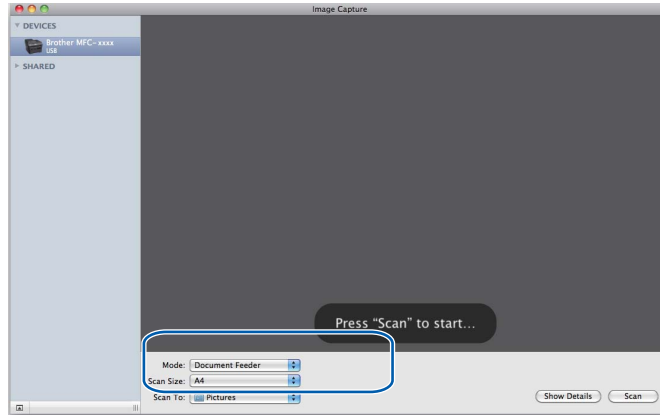 Image Capture
DEVICES
Brother MFC-xxxx
USB
SHARED
Press "Scan" to start...
Mode: Document Feeder
Scan Size: A4
Scan To: Pictures
Show Details Scan